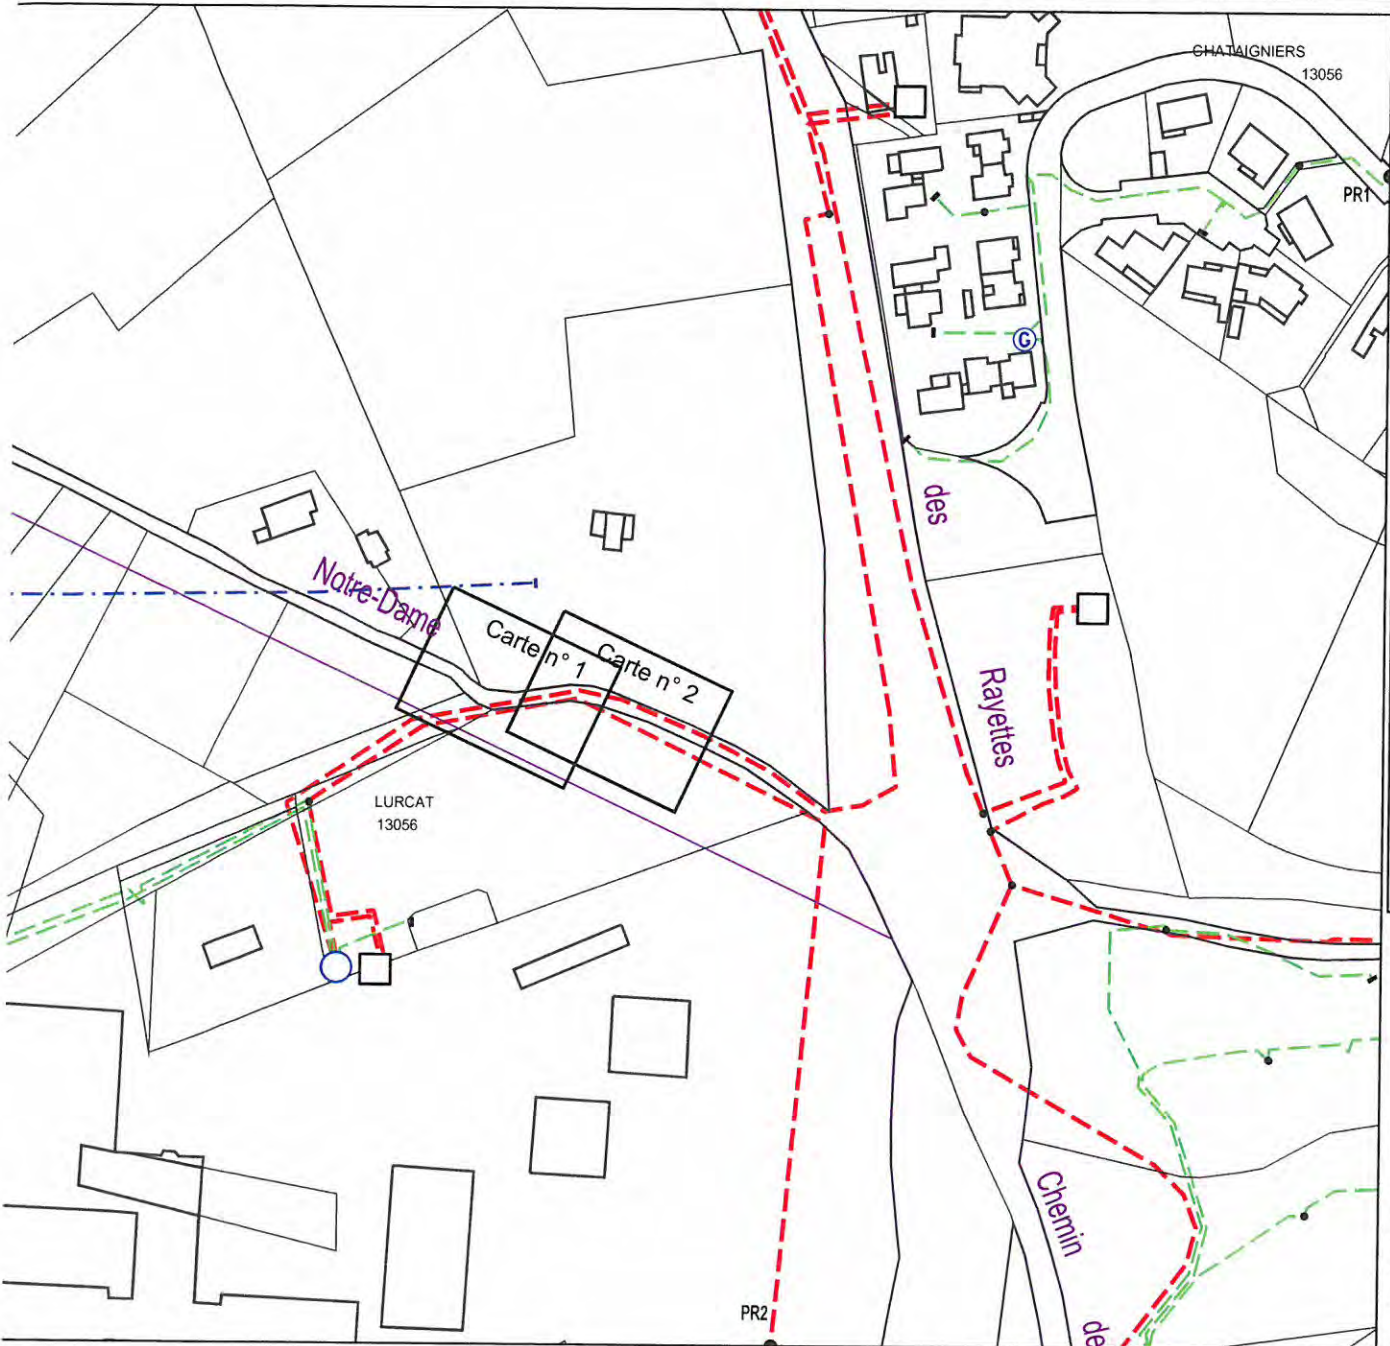 CHATAIGNIERS
13056
PR1
G
des
Notre-Dame
Carte n° 1
Carte n° 2
Rayettes
LURCAT
13056
Chemin
PR2
de